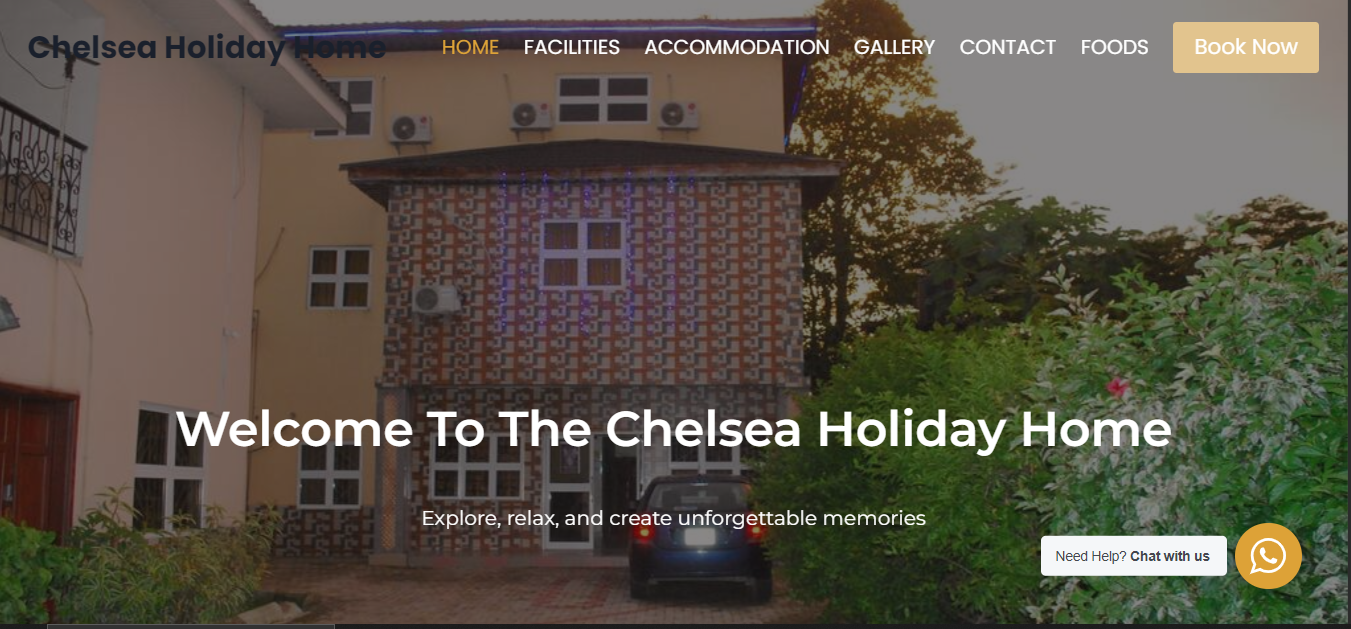 Chelsea Holiday Home
HOME FACILITIES ACCOMMODATION GALLERY CONTACT FOODS Book Now
Welcome To The Chelsea Holiday Home
Explore, relax, and create unforgettable memories
Need Help? Chat with us